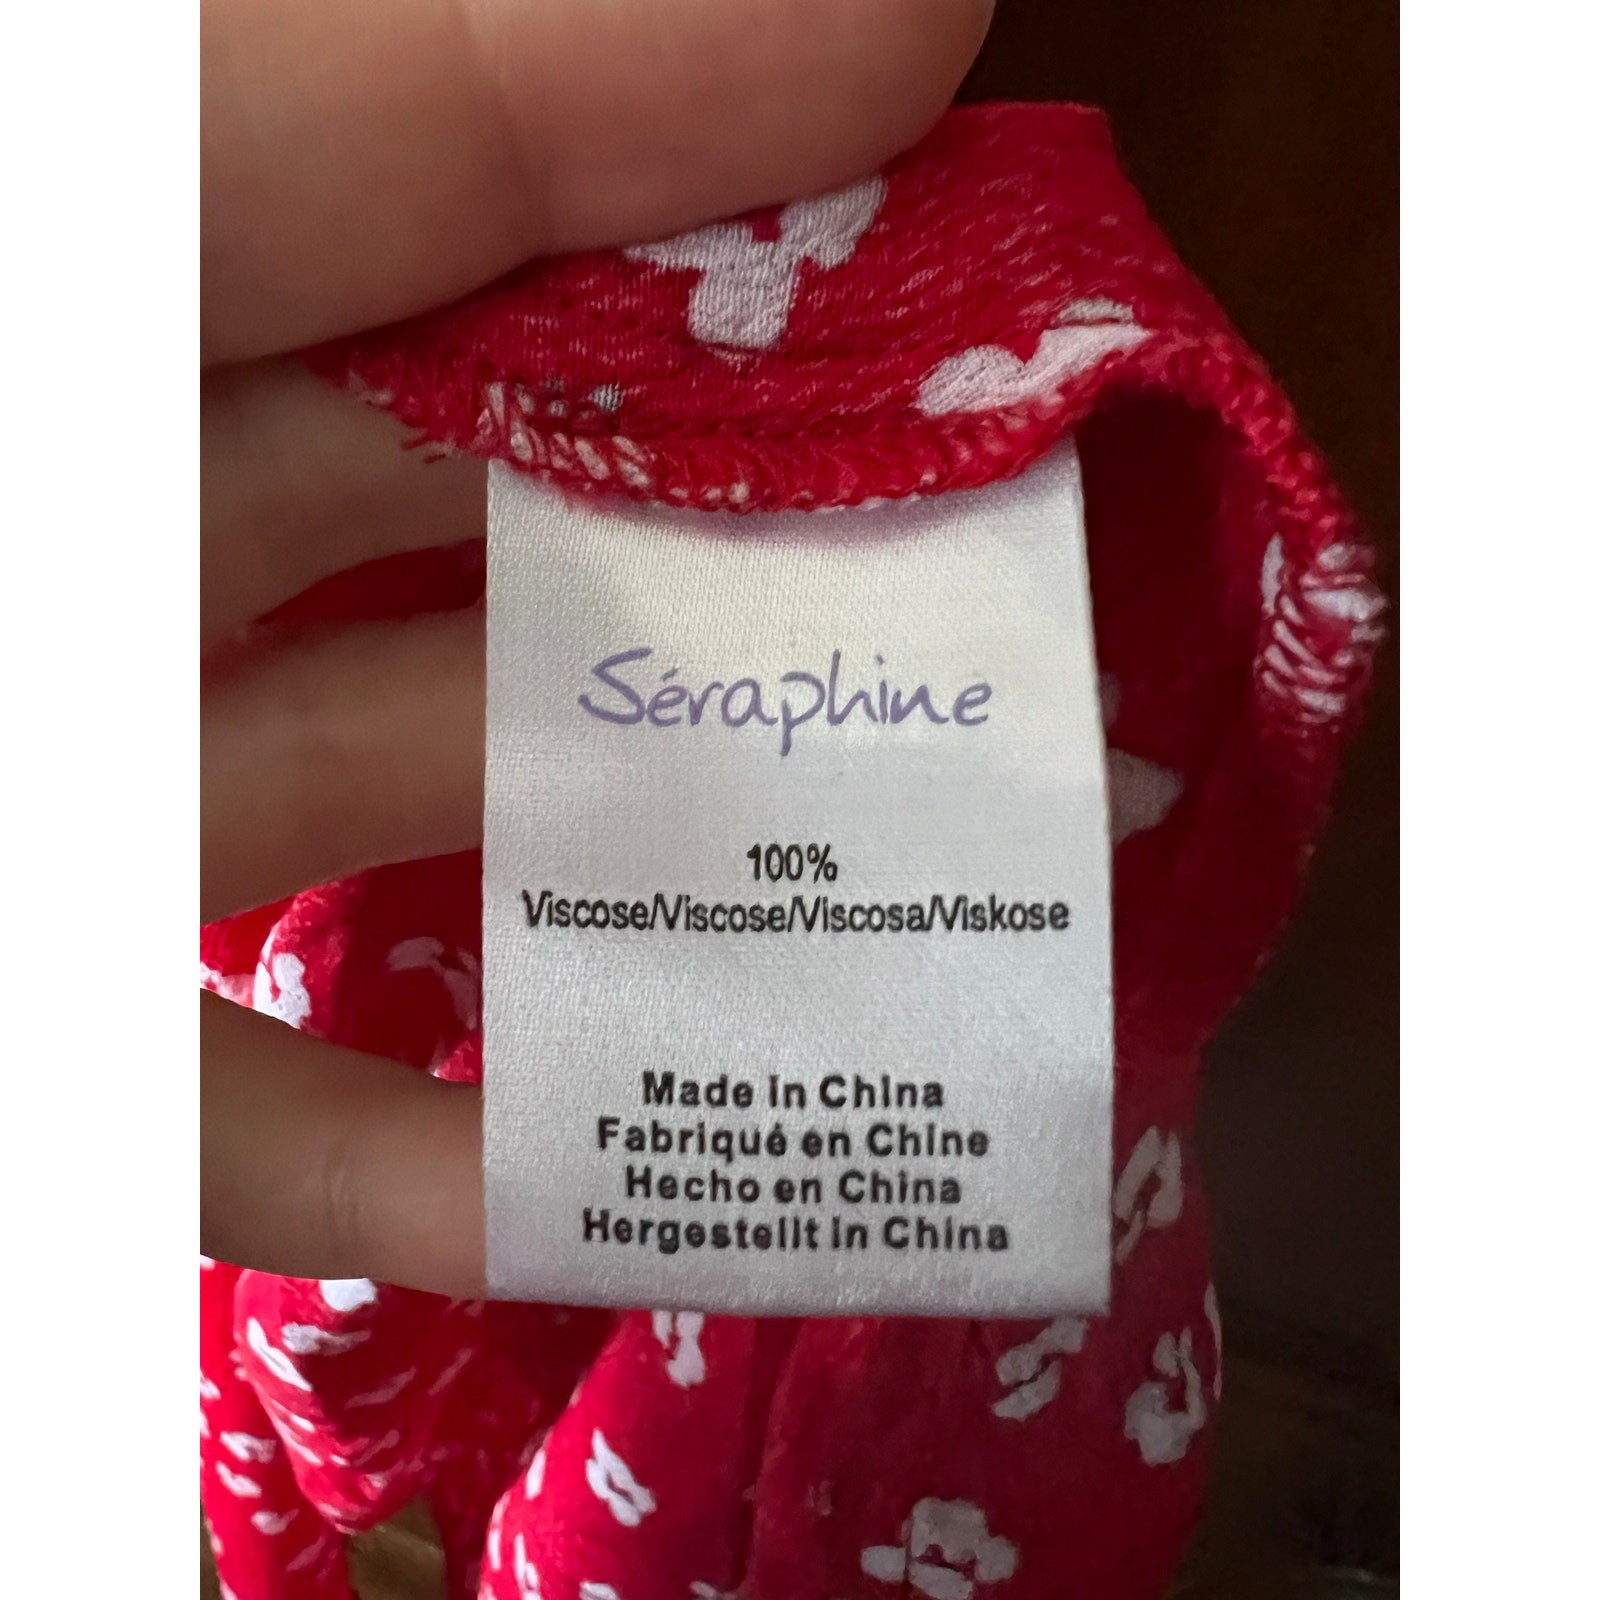 Séraphine
100%
Viscose/Viscose/Viscosa/Viskose
Made in China
Fabriqué en Chine
Hecho en China
Hergestellt in China